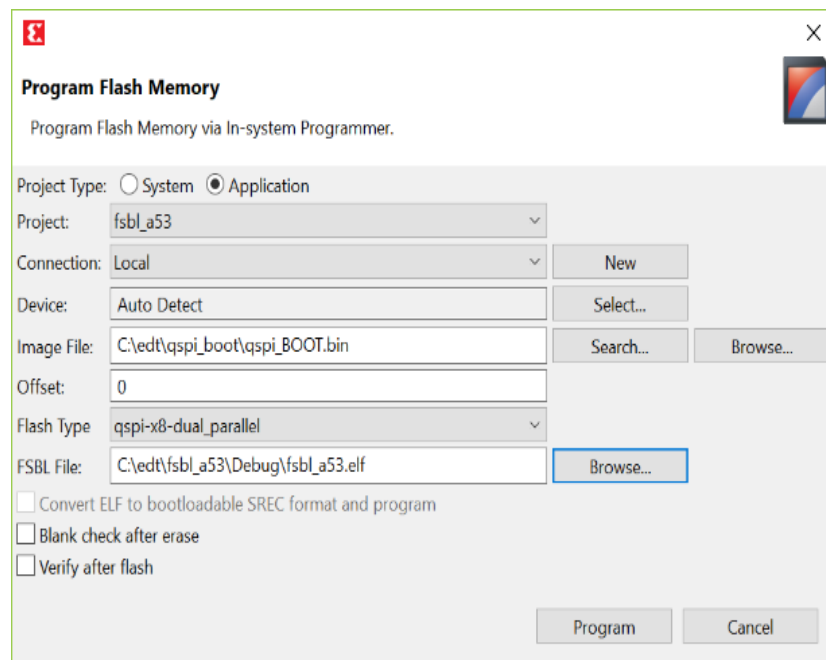 Program Flash Memory
Program Flash Memory via In-system Programmer.
Project Type: System Application
Project: fsbl_a53
Connection: Local New
Device: Auto Detect Select...
Image File: C:\edt\qspi_boot\qspi_BOOT.bin Search... Browse...
Offset: 0
Flash Type qspi-x8-dual_parallel
FSBL File: C:\edt\fsbl_a53\Debug\fsbl_a53.elf Browse...
Convert ELF to bootloadable SREC format and program
Blank check after erase
Verify after flash
Program Cancel